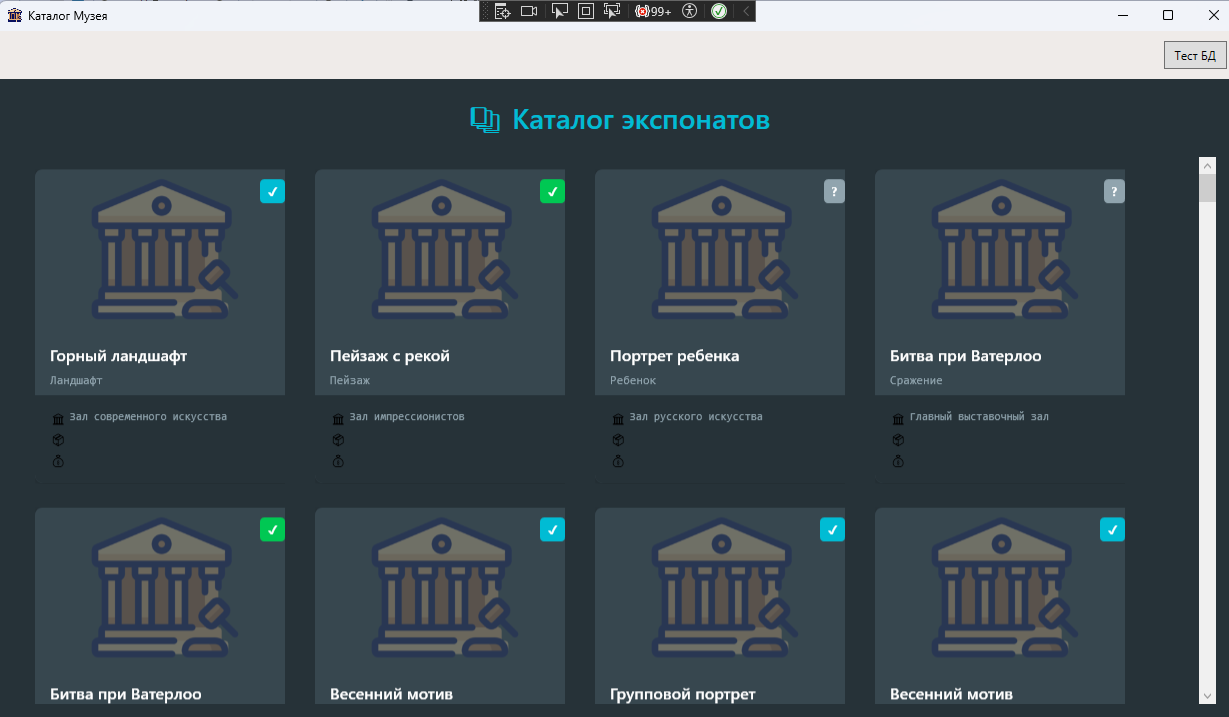 Каталог Музея
99+
Тест БД
Каталог экспонатов
?
?
Горный ландшафт
Пейзаж с рекой
Портрет ребенка
Битва при Ватерлоо
Ландшафт
Пейзаж
Ребенок
Сражение
Зал современного искусства
Зал импрессионистов
Зал русского искусства
Главный выставочный зал
Битва при Ватерлоо
Весенний мотив
Групповой портрет
Весенний мотив